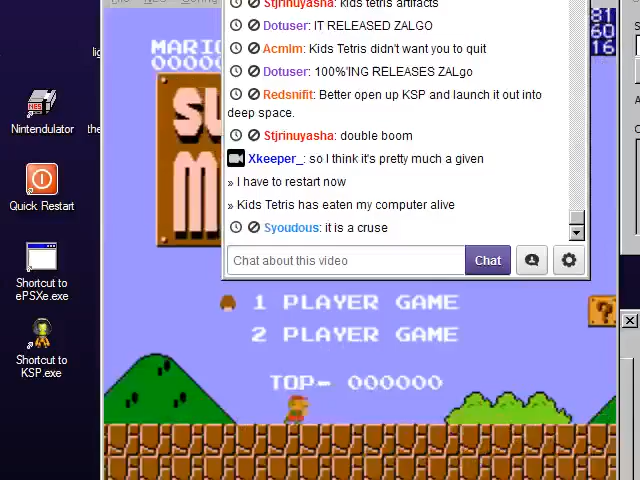 Stjrinuyasha: kids tetris artifacts
Dotuser: IT RELEASED ZALGO
Acmlm: Kids Tetris didn't want you to quit
Dotuser: 100%'ING RELEASES ZALgo
Redsnifit: Better open up KSP and launch it out into
deep space.
Stjrinuyasha: double boom
Xkeeper_: so I think it's pretty much a given
» I have to restart now
» Kids Tetris has eaten my computer alive
Syoudous: it is a cruse
Chat about this video
Chat
MARIO
1 PLAYER GAME
2 PLAYER GAME
TOP- 000000
NES
Nintendulator
Quick Restart
Shortcut to
ePSXe.exe
Shortcut to
KSP.exe
81
60
16
?